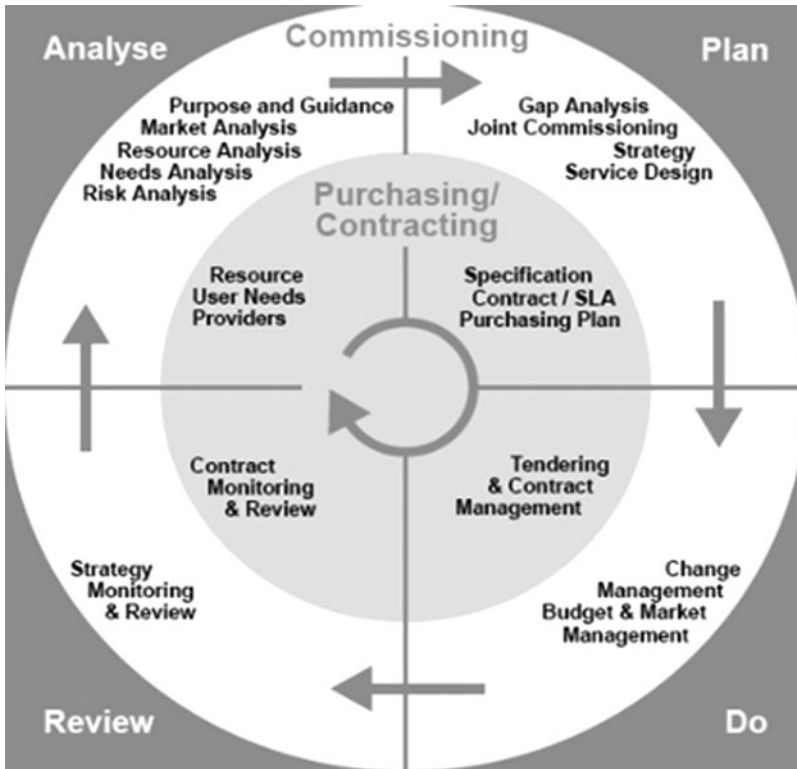 Analyse
Commissioning
Plan
Purpose and Guidance
Market Analysis
Resource Analysis
Needs Analysis
Risk Analysis
Gap Analysis
Joint Commissioning
Strategy
Service Design
Purchasing/
Contracting
Resource
User Needs
Providers
Specification
Contract / SLA
Purchasing Plan
Contract
Monitoring
& Review
Tendering
& Contract
Management
Strategy
Monitoring
& Review
Change
Management
Budget & Market
Management
Review
Do